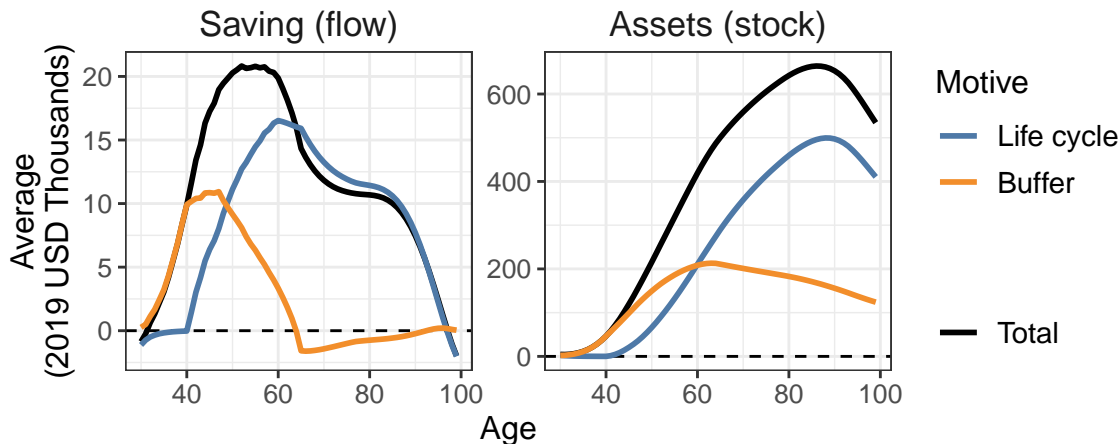 Saving (flow)
Assets (stock)
Average
(2019 USD Thousands)
20
15
10
5
0
40
60
80
100
600
400
200
0
40
60
80
100
Age
Motive
Life cycle
Buffer
Total